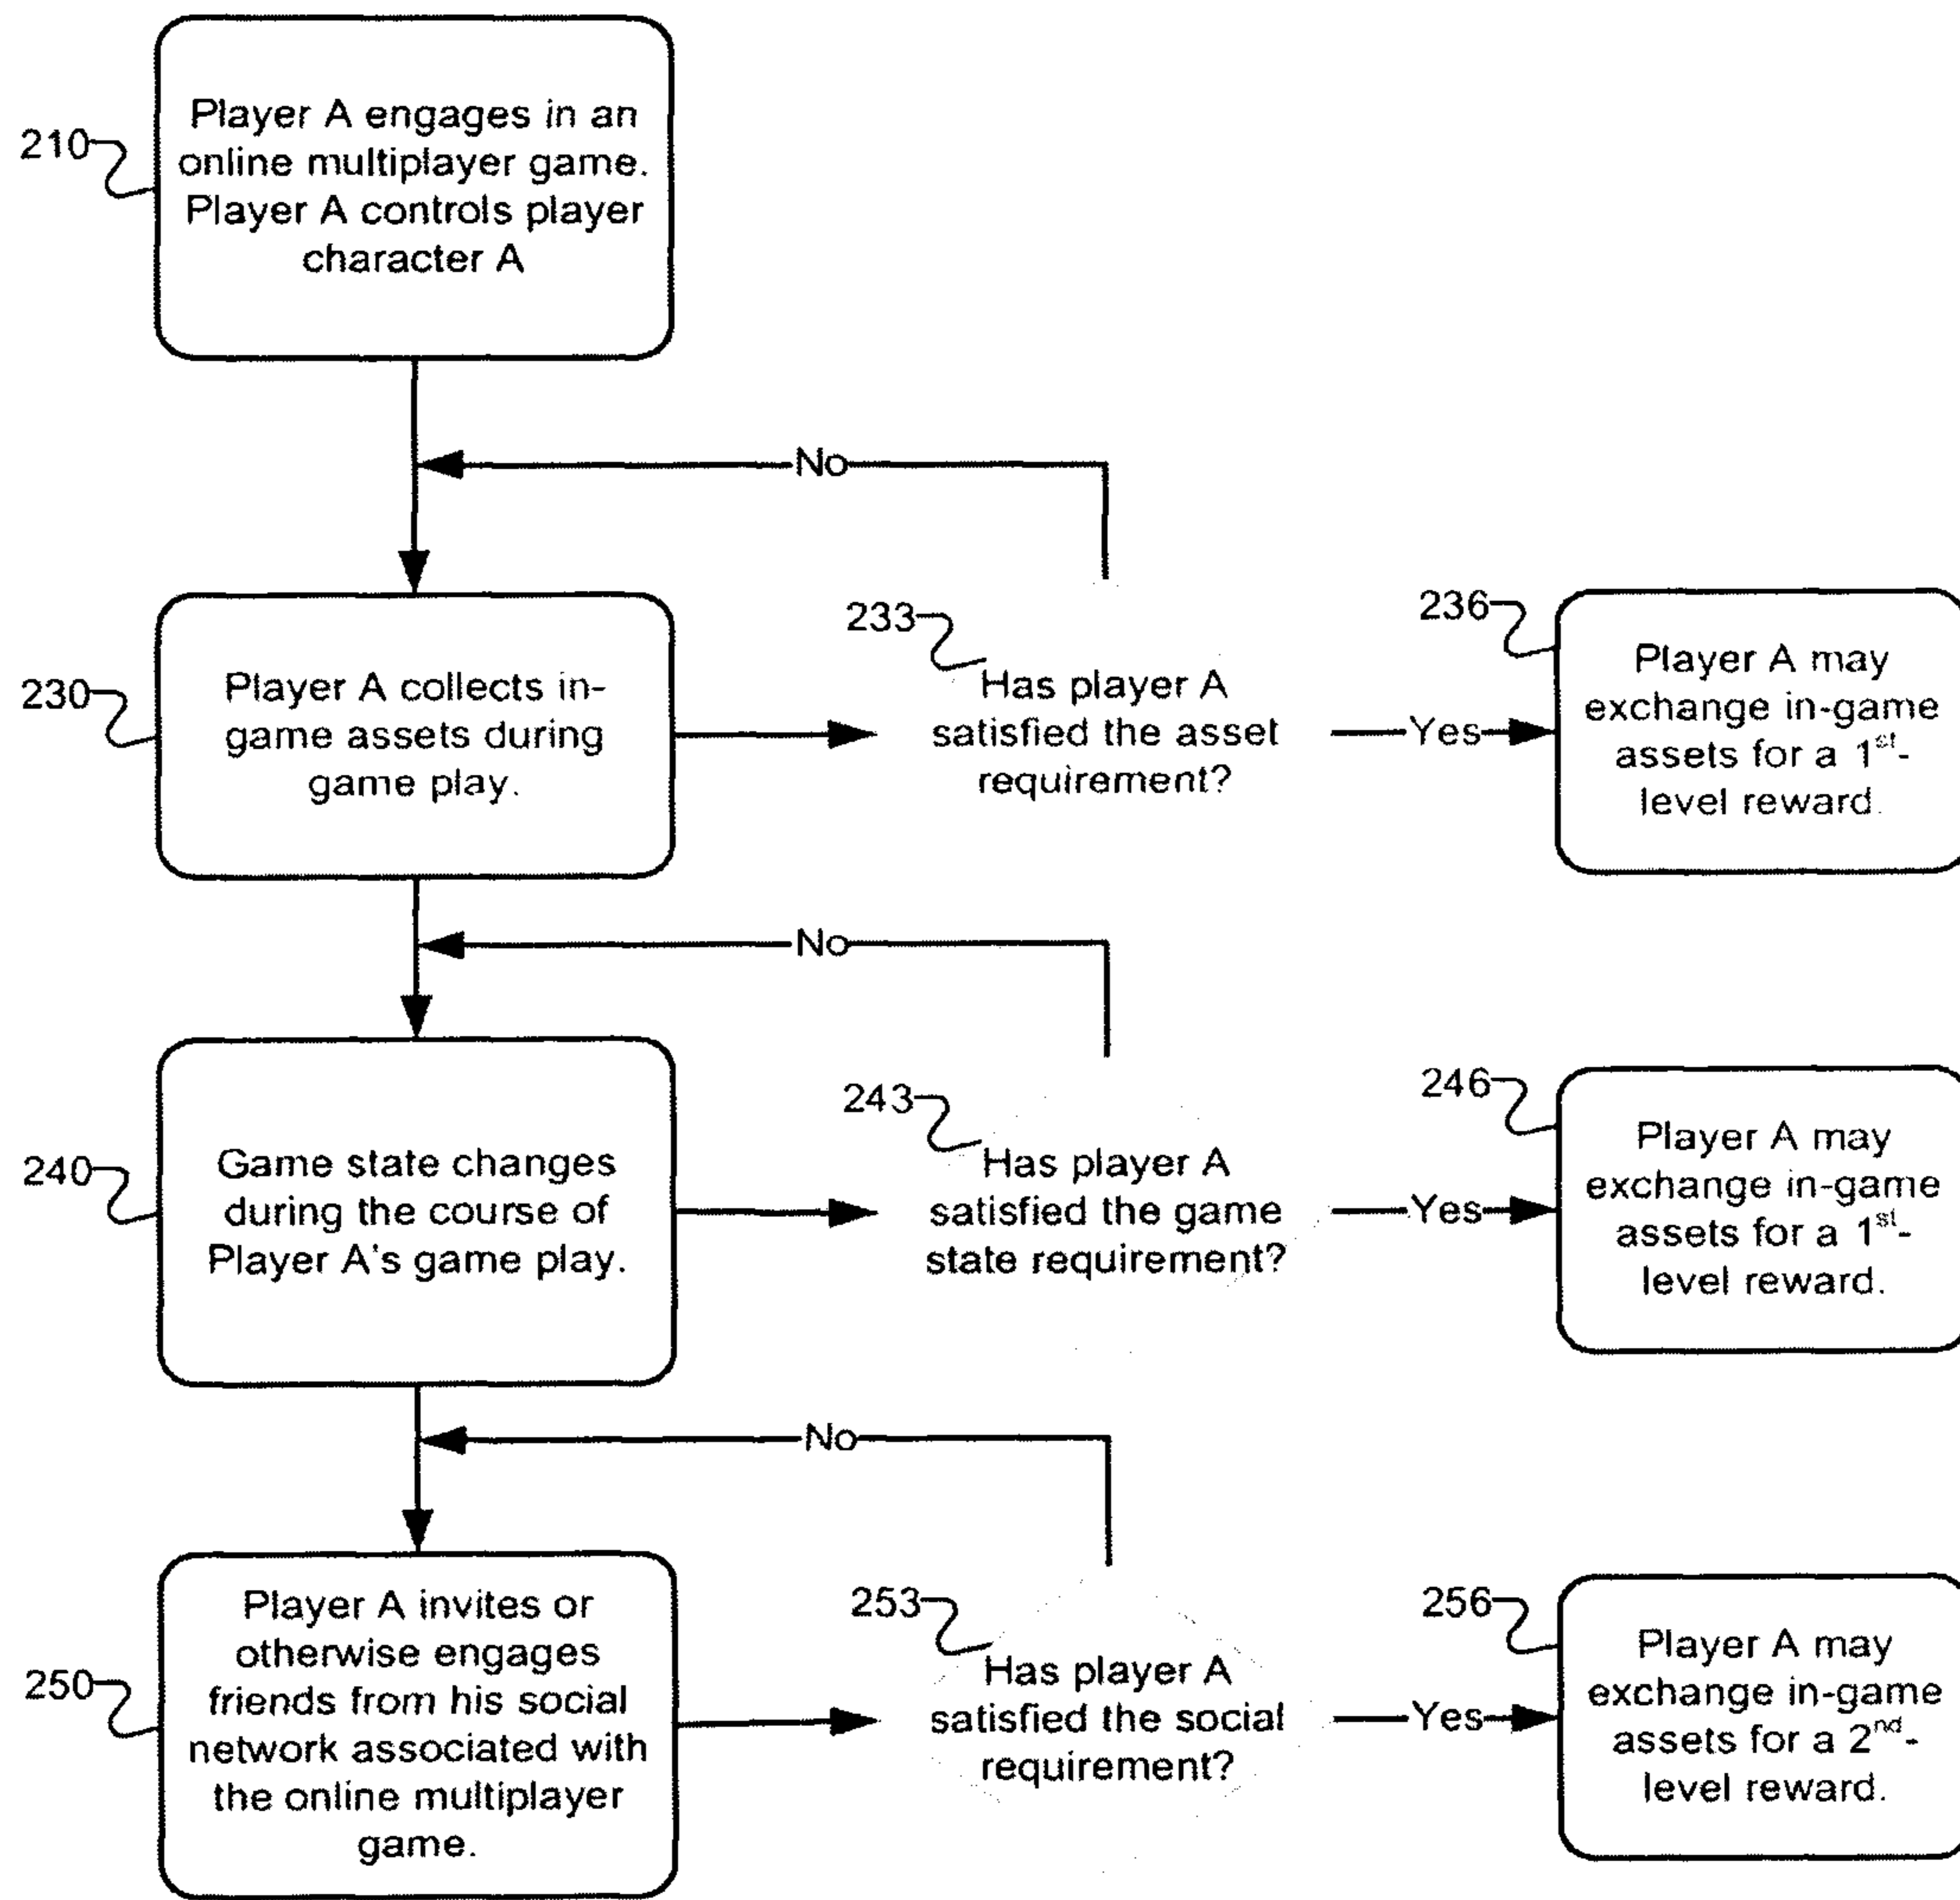 210
Player A engages in an
online multiplayer game.
Player A controls player
character A
No
230
Player A collects in-
game assets during
game play.
233
Has player A
satisfied the asset
requirement?
Yes
236
Player A may
exchange in-game
assets for a 1st-
level reward.
No
240
Game state changes
during the course of
Player A's game play.
243
Has player A
satisfied the game
state requirement?
Yes
246
Player A may
exchange in-game
assets for a 1st-
level reward.
No
250
Player A invites or
otherwise engages
friends from his social
network associated with
the online multiplayer
game.
253
Has player A
satisfied the social
requirement?
Yes
256
Player A may
exchange in-game
assets for a 2nd-
level reward.